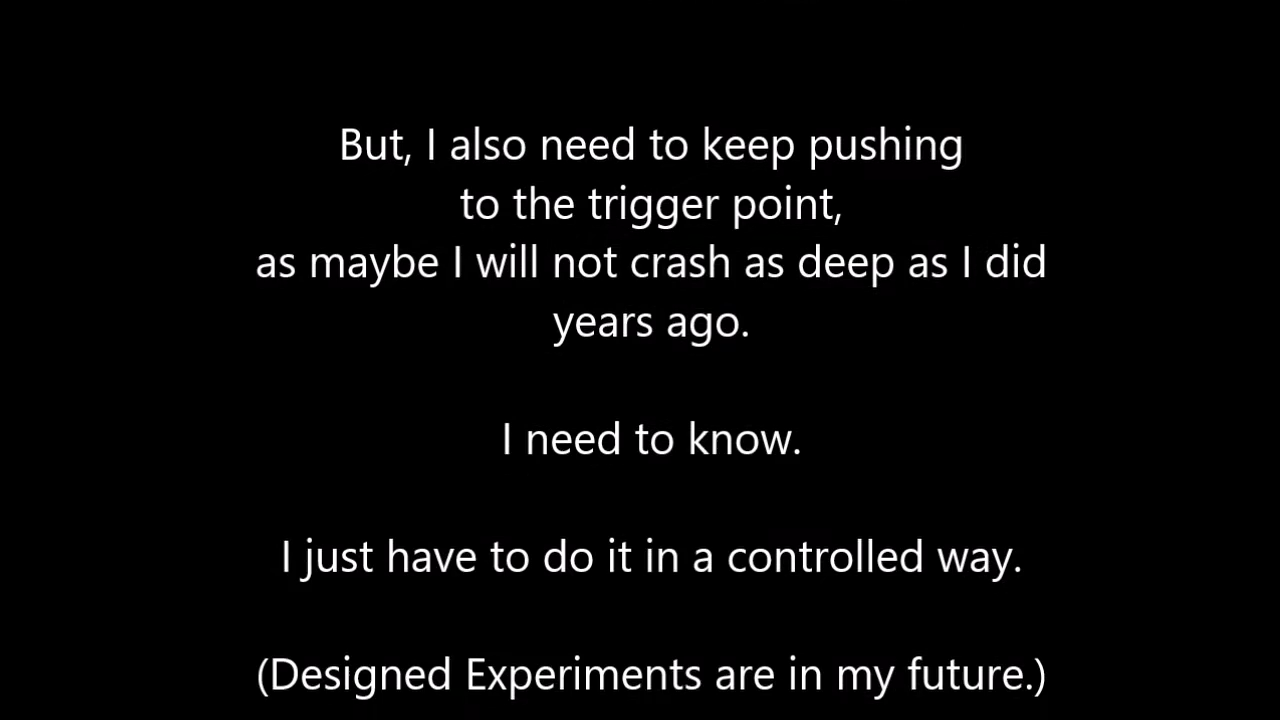 But, I also need to keep pushing
to the trigger point,
as maybe I will not crash as deep as I did
years ago.
I need to know.
I just have to do it in a controlled way.
(Designed Experiments are in my future.)